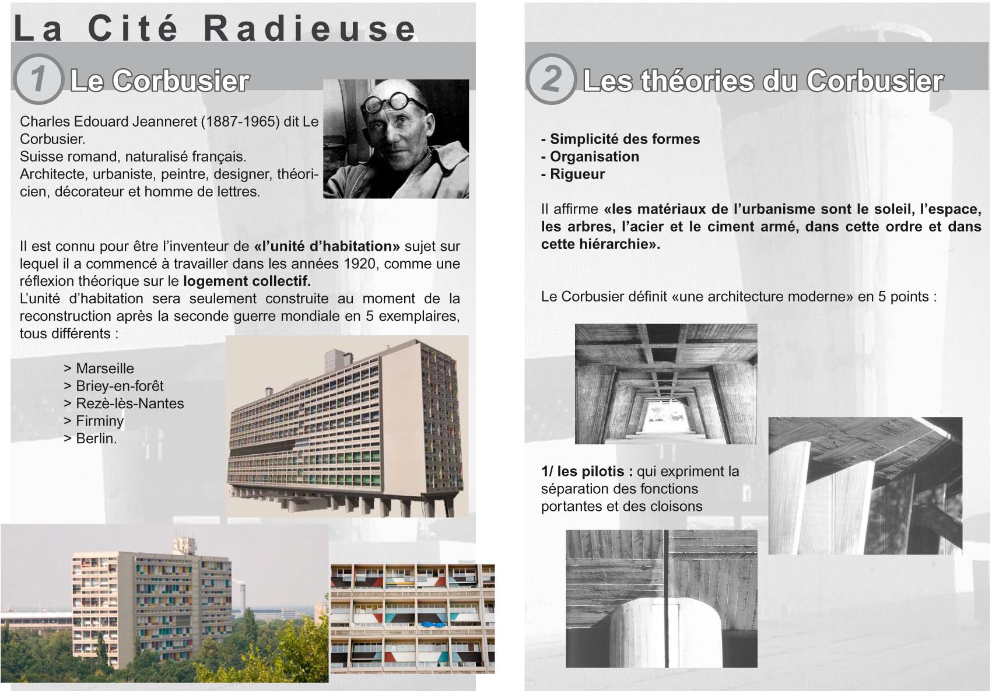 La Cité Radieuse
1 Le Corbusier
Charles Edouard Jeanneret (1887-1965) dit Le
Corbusier.
Suisse romand, naturalisé français.
Architecte, urbaniste, peintre, designer, théori-
cien, décorateur et homme de lettres.
Il est connu pour être l’inventeur de «l’unité d’habitation» sujet sur
lequel il a commencé à travailler dans les années 1920, comme une
réflexion théorique sur le logement collectif.
L’unité d’habitation sera seulement construite au moment de la
reconstruction après la seconde guerre mondiale en 5 exemplaires,
tous différents :
> Marseille
> Briey-en-forêt
> Rezè-lès-Nantes
> Firminy
> Berlin.
2 Les théories du Corbusier
- Simplicité des formes
- Organisation
- Rigueur
Il affirme «les matériaux de l’urbanisme sont le soleil, l’espace,
les arbres, l’acier et le ciment armé, dans cette ordre et dans
cette hiérarchie».
Le Corbusier définit «une architecture moderne» en 5 points :
1/ les pilotis : qui expriment la
séparation des fonctions
portantes et des cloisons